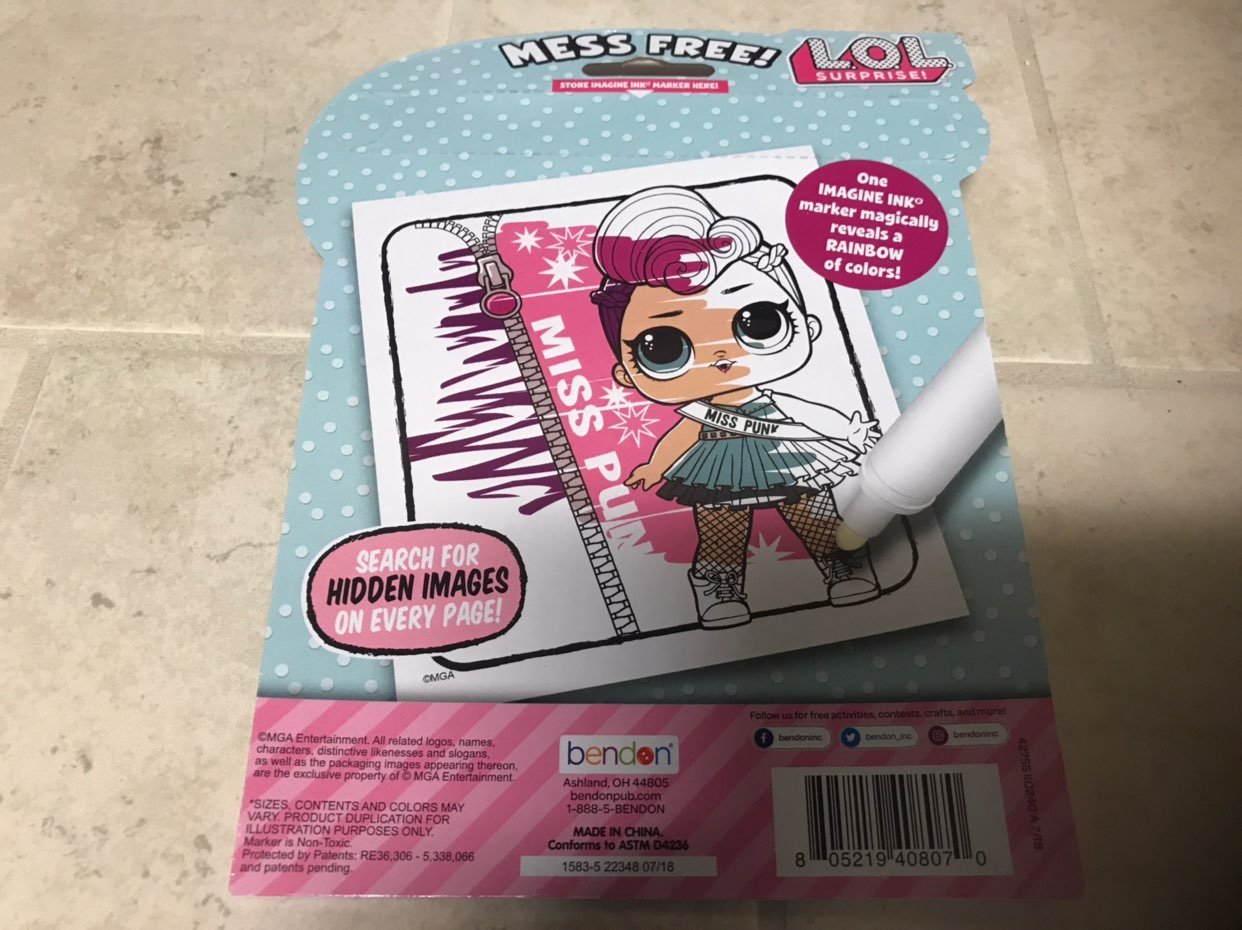 MESS FREE!
L.O.L.
SURPRISE!
STORE IMAGINE INK® MARKER HERE!
One
IMAGINE INK®
marker magically
reveals a
RAINBOW
of colors!
MISS PUNK
MISS PUNK
SEARCH FOR
HIDDEN IMAGES
ON EVERY PAGE!
©MGA
©MGA Entertainment. All related logos, names,
characters, distinctive likenesses and slogans,
as well as the packaging images appearing thereon,
are the exclusive property of © MGA Entertainment.
*SIZES, CONTENTS AND COLORS MAY
VARY. PRODUCT DUPLICATION FOR
ILLUSTRATION PURPOSES ONLY.
Marker is Non-Toxic.
Protected by Patents: RE36,306 - 5,338,066
and patents pending.
bendon®
Ashland, OH 44805
bendonpub.com
1-888-5-BENDON
MADE IN CHINA.
Conforms to ASTM D4236
1583-5 22348 07/18
Follow us for free activities, contests, crafts, and more!
bendoninc
bendon_inc
bendoninc
8 05219 40807 0
42755 II0240 A 7/18